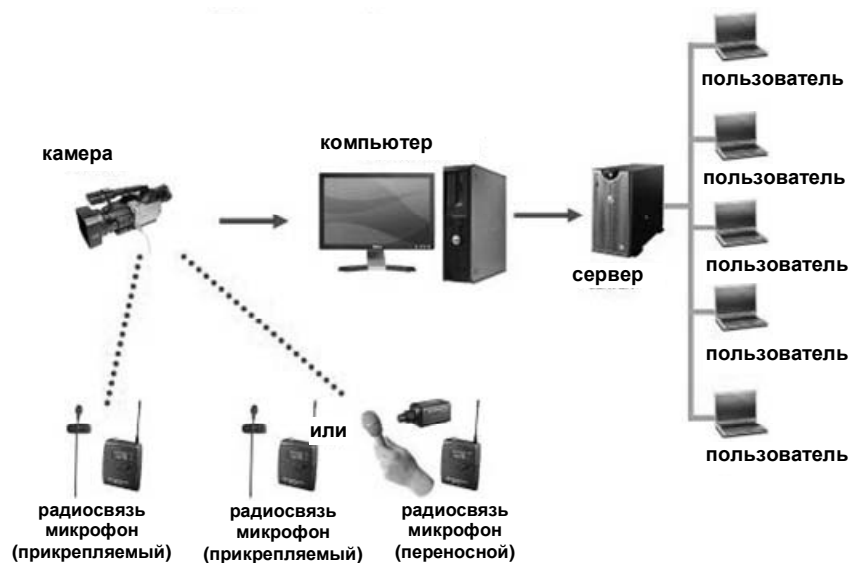 пользователь
компьютер
камера
пользователь
сервер
пользователь
пользователь
или
пользователь
радиосвязь
микрофон
(прикрепляемый)
радиосвязь
микрофон
(прикрепляемый)
радиосвязь
микрофон
(переносной)